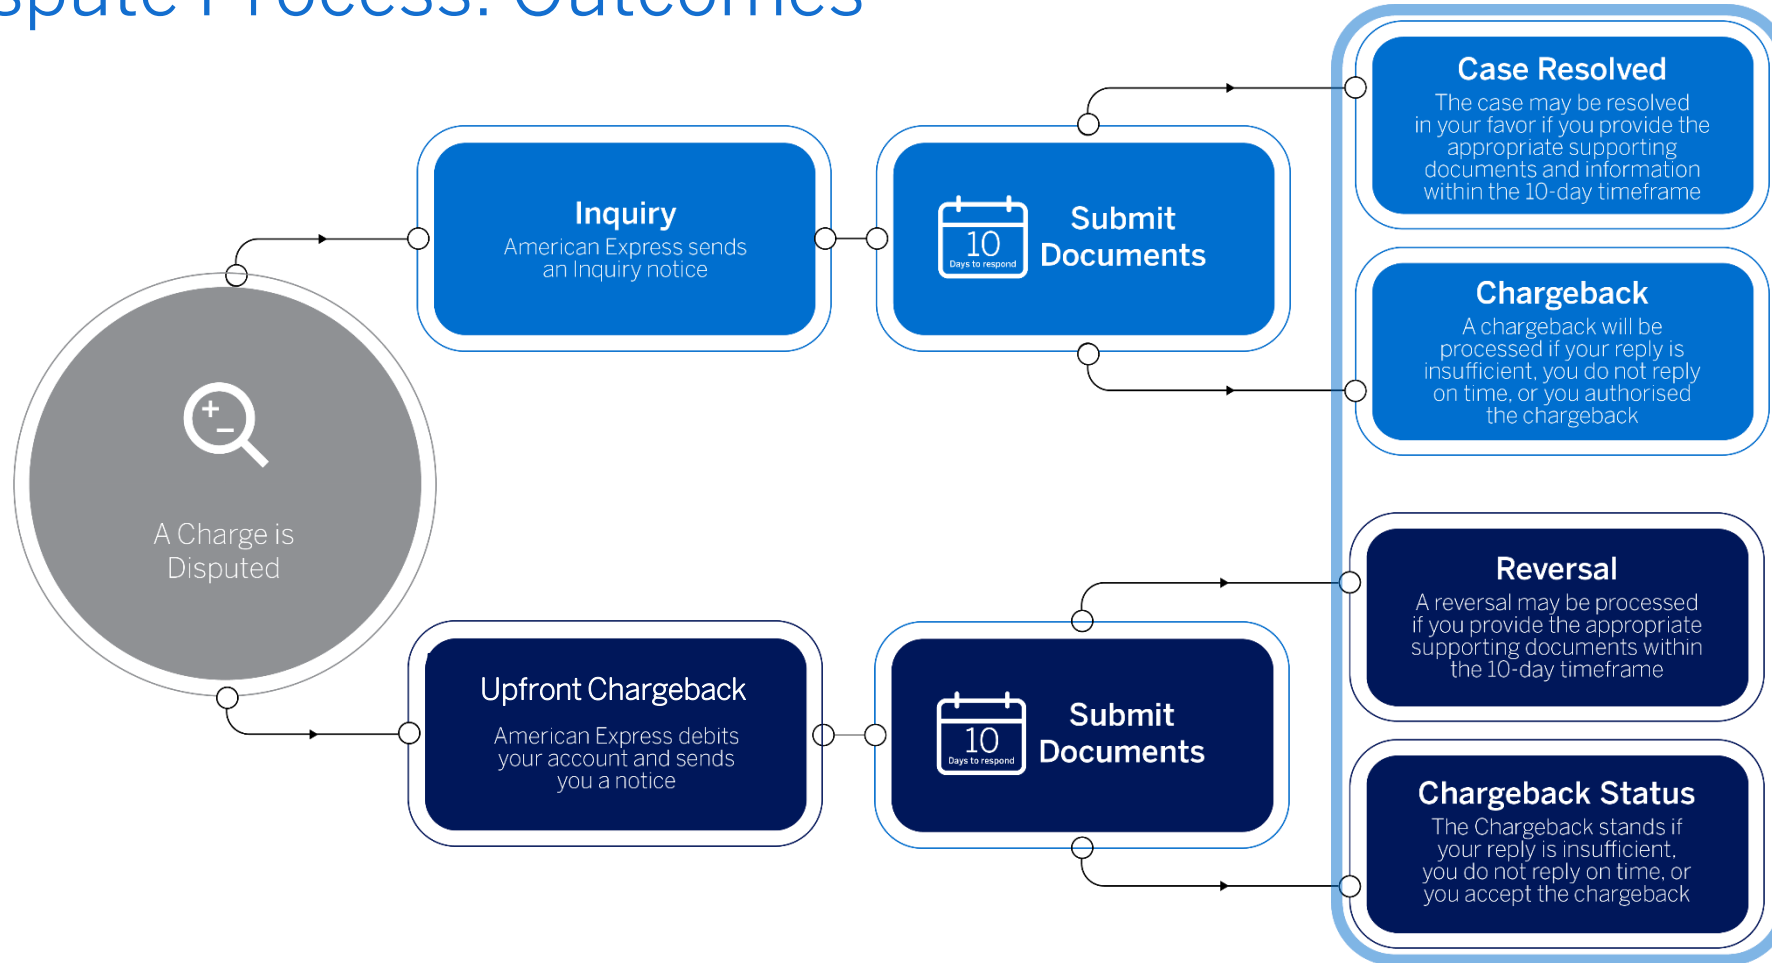 spute Process: Outcomes
Case Resolved
The case may be resolved
in your favor if you provide the
appropriate supporting
documents and information
within the 10-day timeframe
Inquiry
American Express sends
an Inquiry notice
10
Days to respond
Submit
Documents
Chargeback
A chargeback will be
processed if your reply is
insufficient, you do not reply
on time, or you authorised
the chargeback
A Charge is
Disputed
Reversal
A reversal may be processed
if you provide the appropriate
supporting documents within
the 10-day timeframe
Upfront Chargeback
American Express debits
your account and sends
you a notice
10
Days to respond
Submit
Documents
Chargeback Status
The Chargeback stands if
your reply is insufficient,
you do not reply on time, or
you accept the chargeback